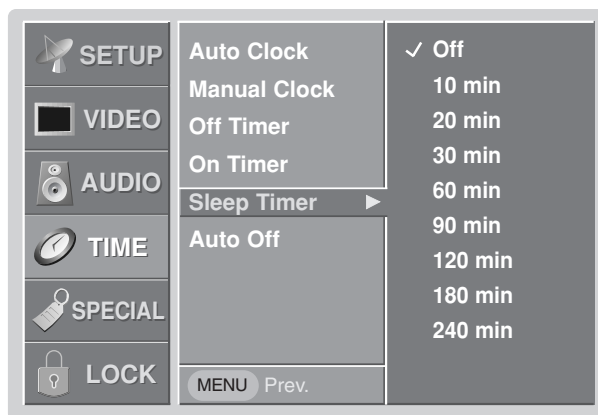 SETUP
VIDEO
AUDIO
TIME
SPECIAL
LOCK
Auto Clock
Manual Clock
Off Timer
On Timer
Sleep Timer ▶
Auto Off
MENU Prev.
✓ Off
10 min
20 min
30 min
60 min
90 min
120 min
180 min
240 min